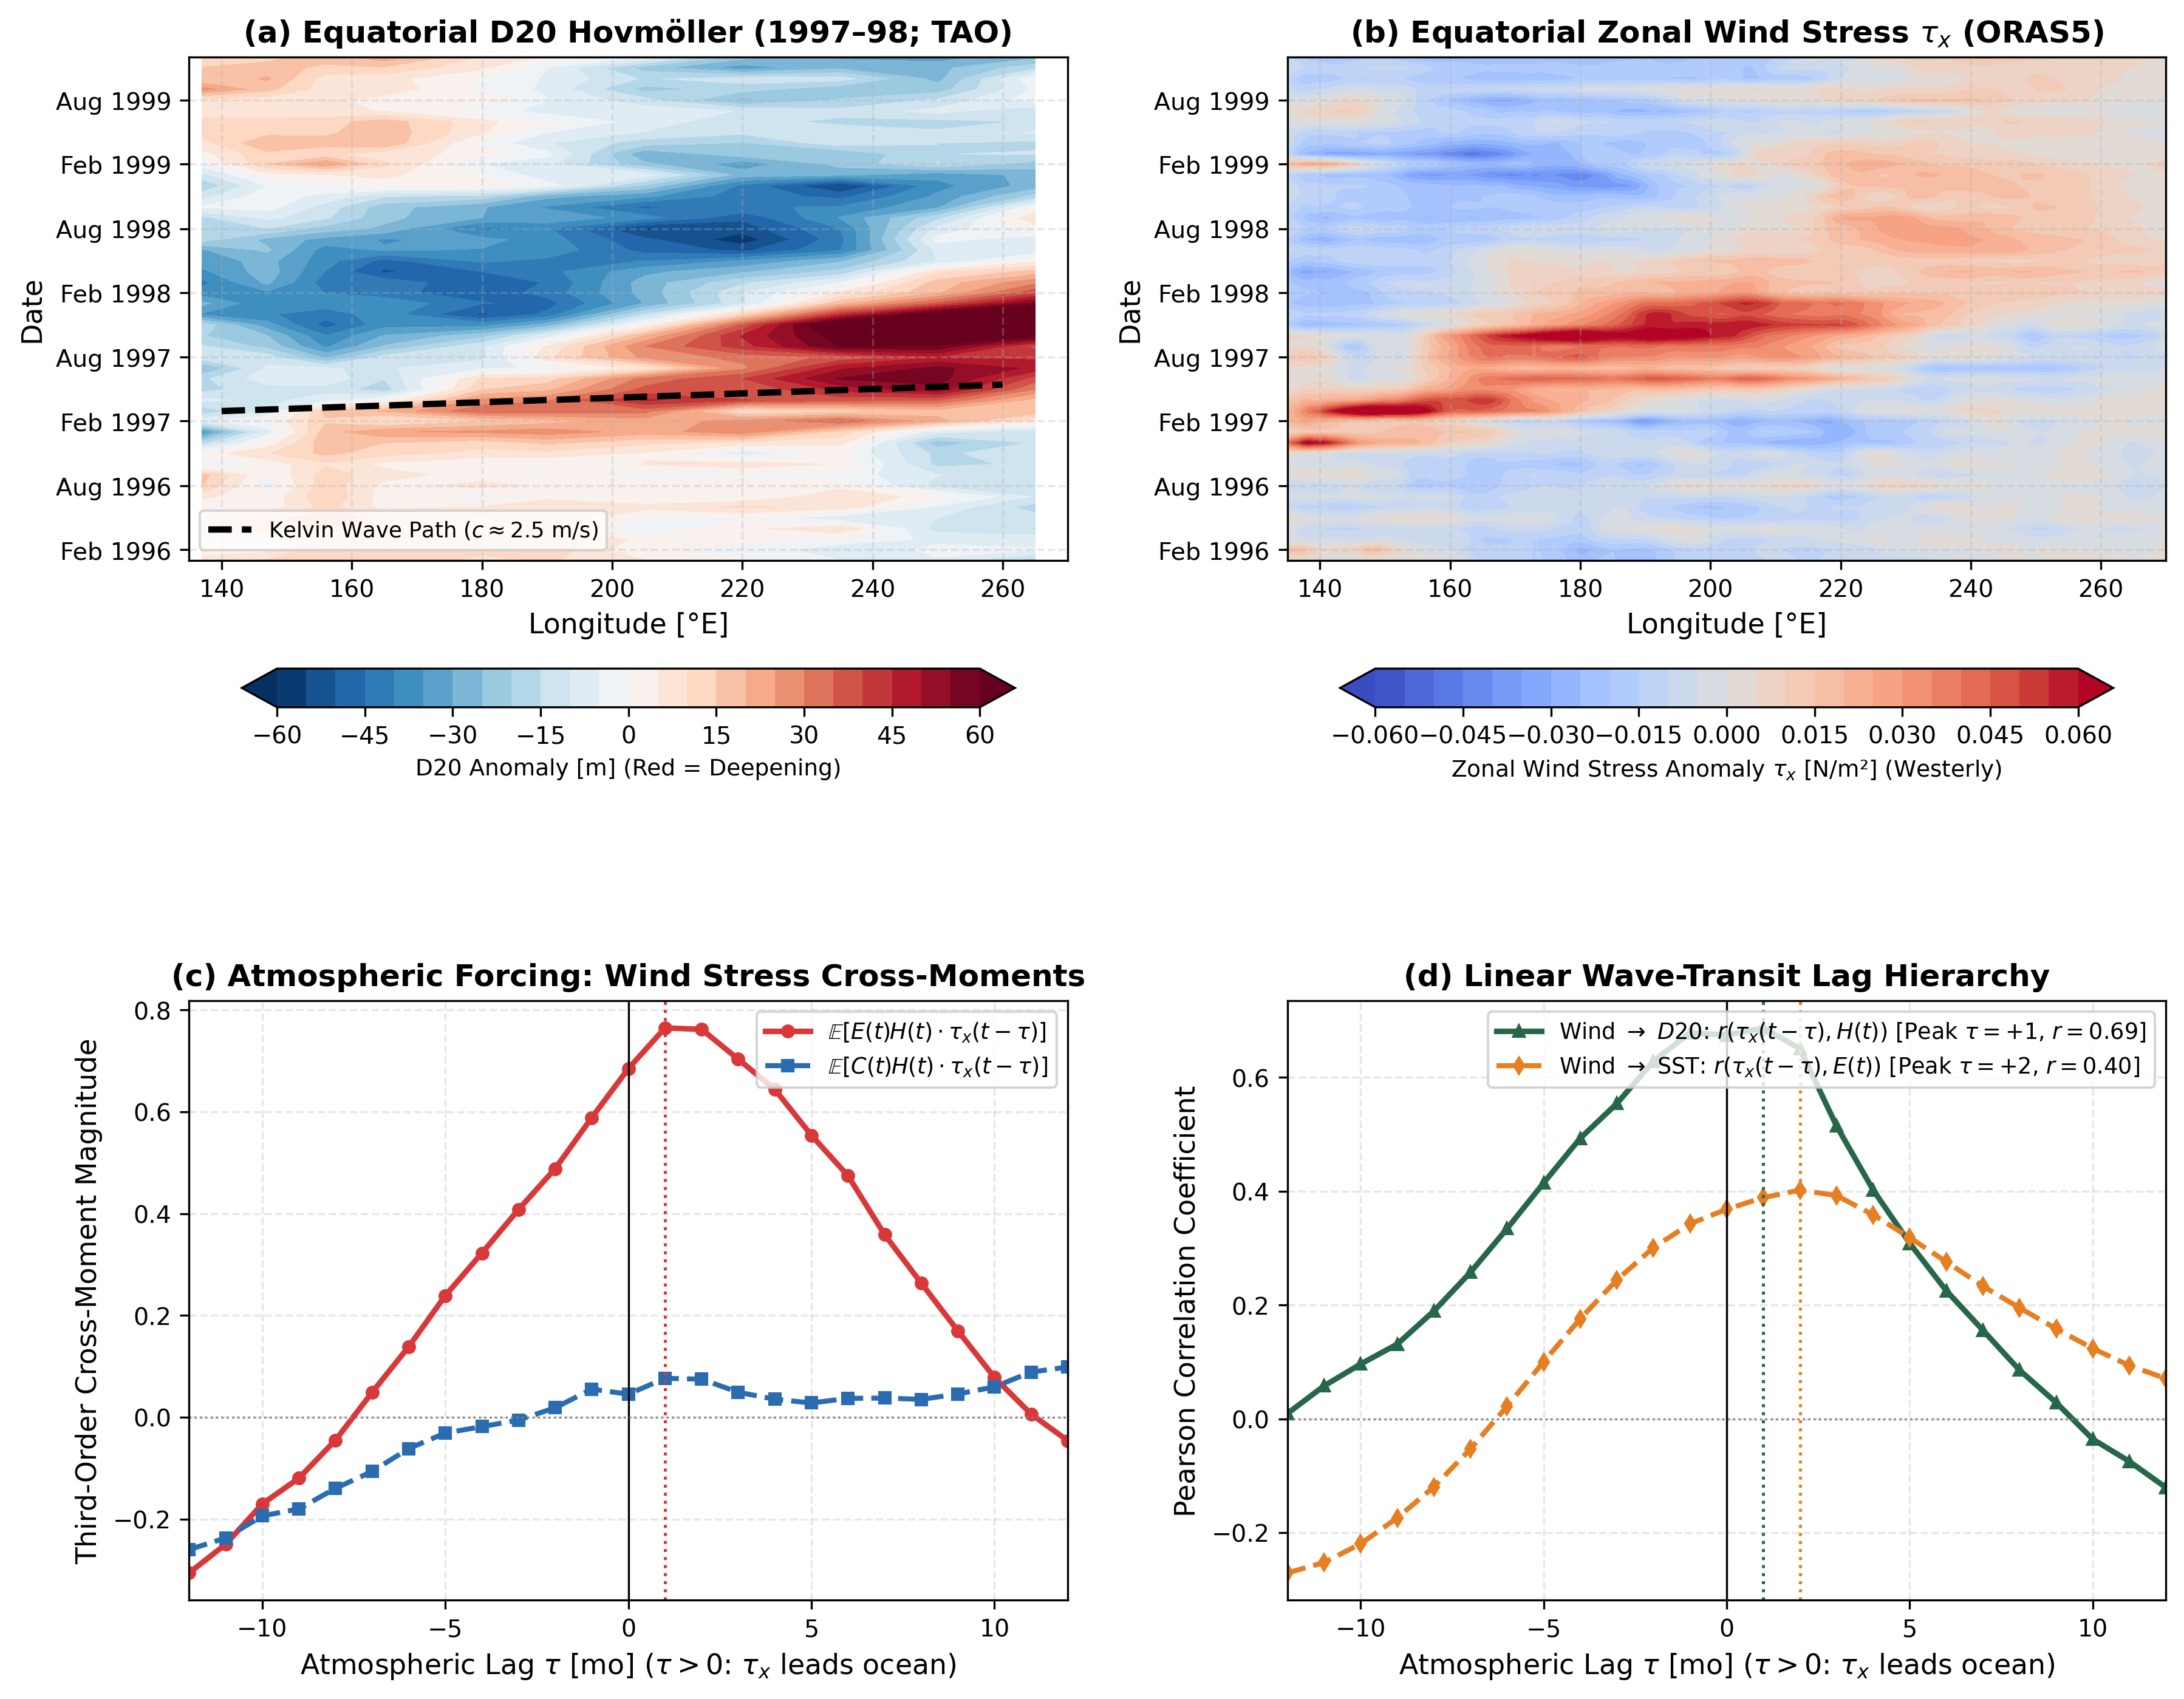 (a) Equatorial D20 Hovmöller (1997–98; TAO)
Date
Aug 1999
Feb 1999
Aug 1998
Feb 1998
Aug 1997
Feb 1997
Aug 1996
Feb 1996
Kelvin Wave Path (c ≈ 2.5 m/s)
140 160 180 200 220 240 260
Longitude [°E]
−60 −45 −30 −15 0 15 30 45 60
D20 Anomaly [m] (Red = Deepening)
(b) Equatorial Zonal Wind Stress τₓ (ORAS5)
Date
Aug 1999
Feb 1999
Aug 1998
Feb 1998
Aug 1997
Feb 1997
Aug 1996
Feb 1996
140 160 180 200 220 240 260
Longitude [°E]
−0.060 −0.045 −0.030 −0.015 0.000 0.015 0.030 0.045 0.060
Zonal Wind Stress Anomaly τₓ [N/m²] (Westerly)
(c) Atmospheric Forcing: Wind Stress Cross-Moments
Third-Order Cross-Moment Magnitude
0.8
0.6
0.4
0.2
0.0
−0.2
𝔼[E(t)H(t) · τₓ(t − τ)]
𝔼[C(t)H(t) · τₓ(t − τ)]
−10 −5 0 5 10
Atmospheric Lag τ [mo] (τ > 0: τₓ leads ocean)
(d) Linear Wave-Transit Lag Hierarchy
Pearson Correlation Coefficient
0.6
0.4
0.2
0.0
−0.2
Wind → D20: r(τₓ(t − τ), H(t)) [Peak τ = +1, r = 0.69]
Wind → SST: r(τₓ(t − τ), E(t)) [Peak τ = +2, r = 0.40]
−10 −5 0 5 10
Atmospheric Lag τ [mo] (τ > 0: τₓ leads ocean)